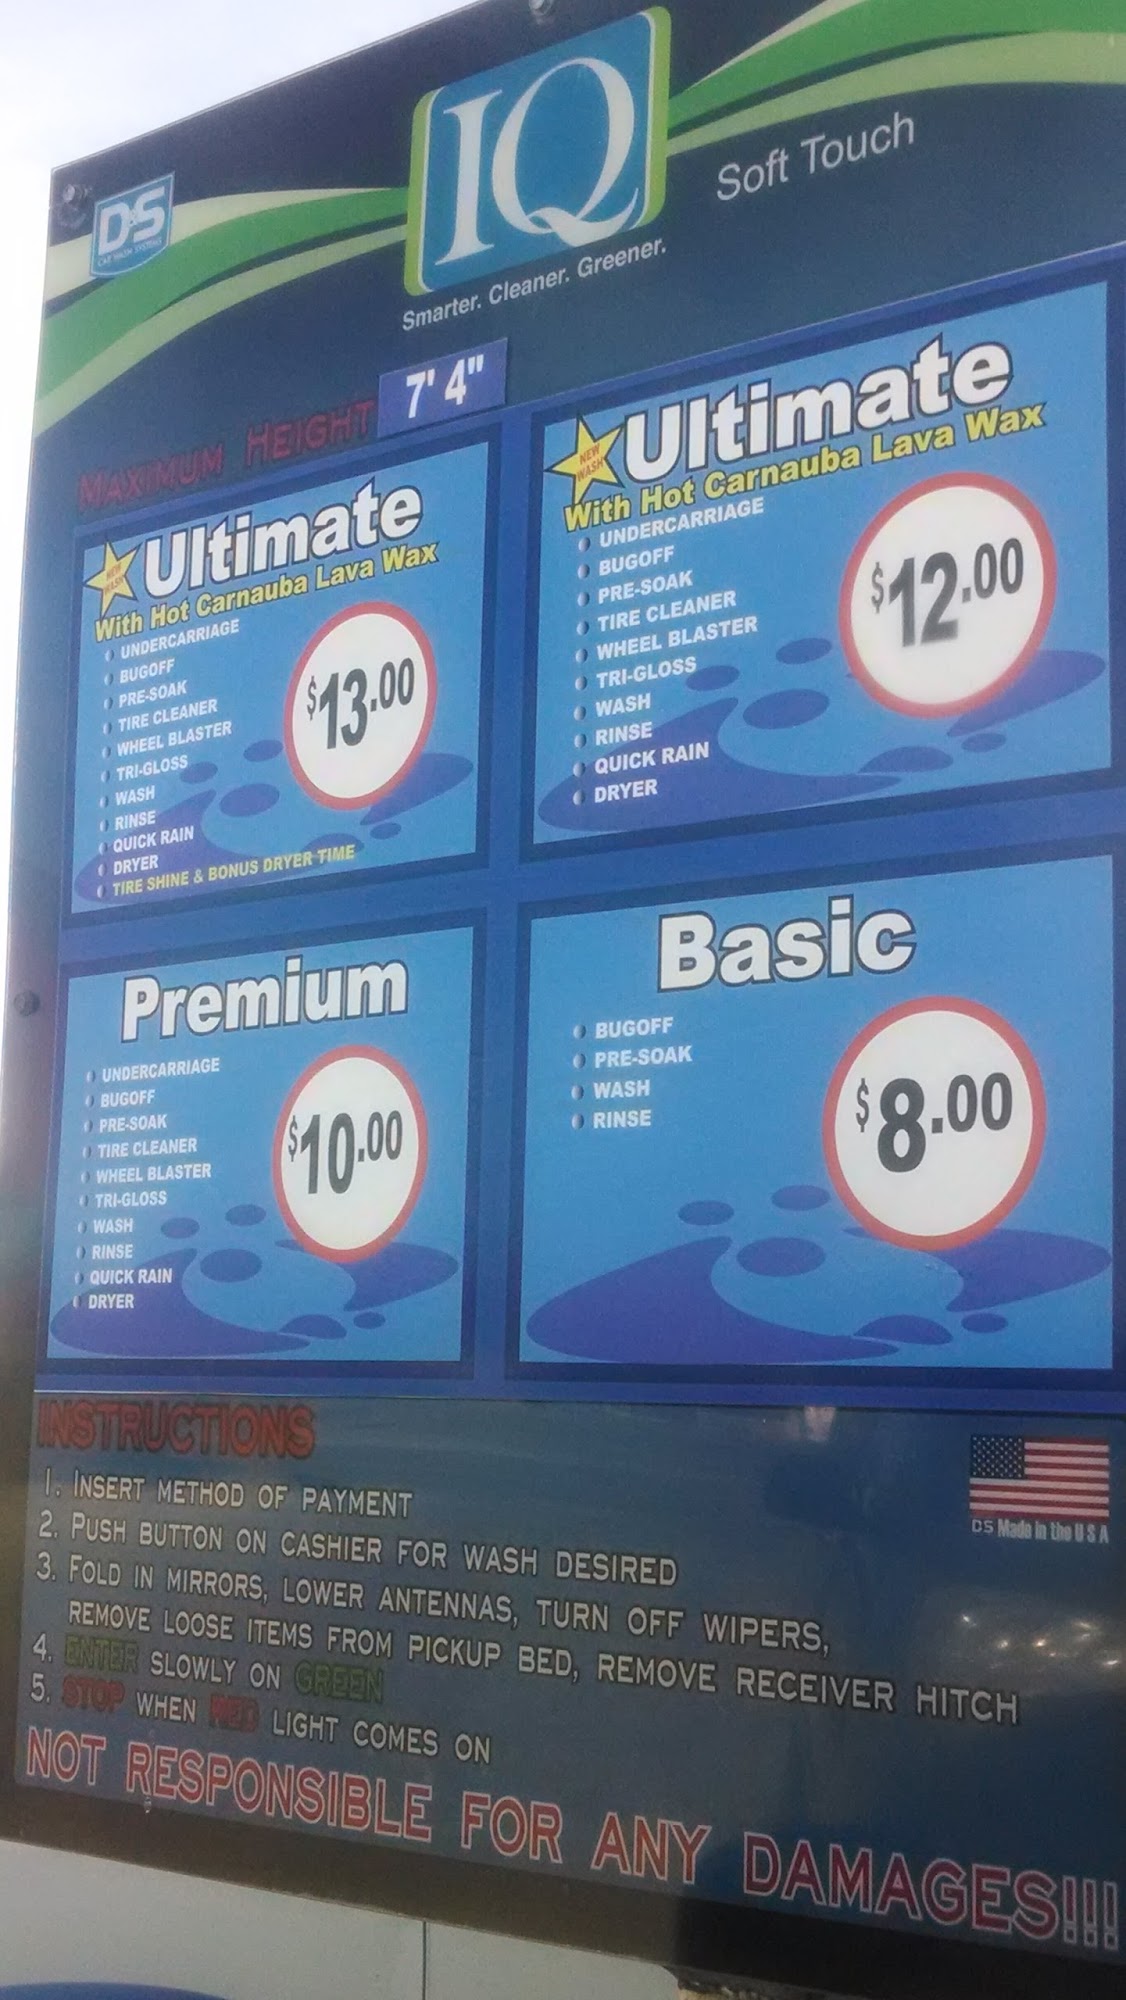 D&S
CAR WASH SYSTEMS
IQ
Soft Touch
Smarter. Cleaner. Greener.
MAXIMUM HEIGHT 7' 4"
NEW WASH
Ultimate
With Hot Carnauba Lava Wax
UNDERCARRIAGE
BUGOFF
PRE-SOAK
TIRE CLEANER
WHEEL BLASTER
TRI-GLOSS
WASH
RINSE
QUICK RAIN
DRYER
TIRE SHINE & BONUS DRYER TIME
$13.00
NEW WASH
Ultimate
With Hot Carnauba Lava Wax
UNDERCARRIAGE
BUGOFF
PRE-SOAK
TIRE CLEANER
WHEEL BLASTER
TRI-GLOSS
WASH
RINSE
QUICK RAIN
DRYER
$12.00
Premium
UNDERCARRIAGE
BUGOFF
PRE-SOAK
TIRE CLEANER
WHEEL BLASTER
TRI-GLOSS
WASH
RINSE
QUICK RAIN
DRYER
$10.00
Basic
BUGOFF
PRE-SOAK
WASH
RINSE
$8.00
INSTRUCTIONS
1. INSERT METHOD OF PAYMENT
2. PUSH BUTTON ON CASHIER FOR WASH DESIRED
3. FOLD IN MIRRORS, LOWER ANTENNAS, TURN OFF WIPERS,
REMOVE LOOSE ITEMS FROM PICKUP BED, REMOVE RECEIVER HITCH
4. ENTER SLOWLY ON GREEN
5. STOP WHEN RED LIGHT COMES ON
DS Made in the USA
NOT RESPONSIBLE FOR ANY DAMAGES!!!